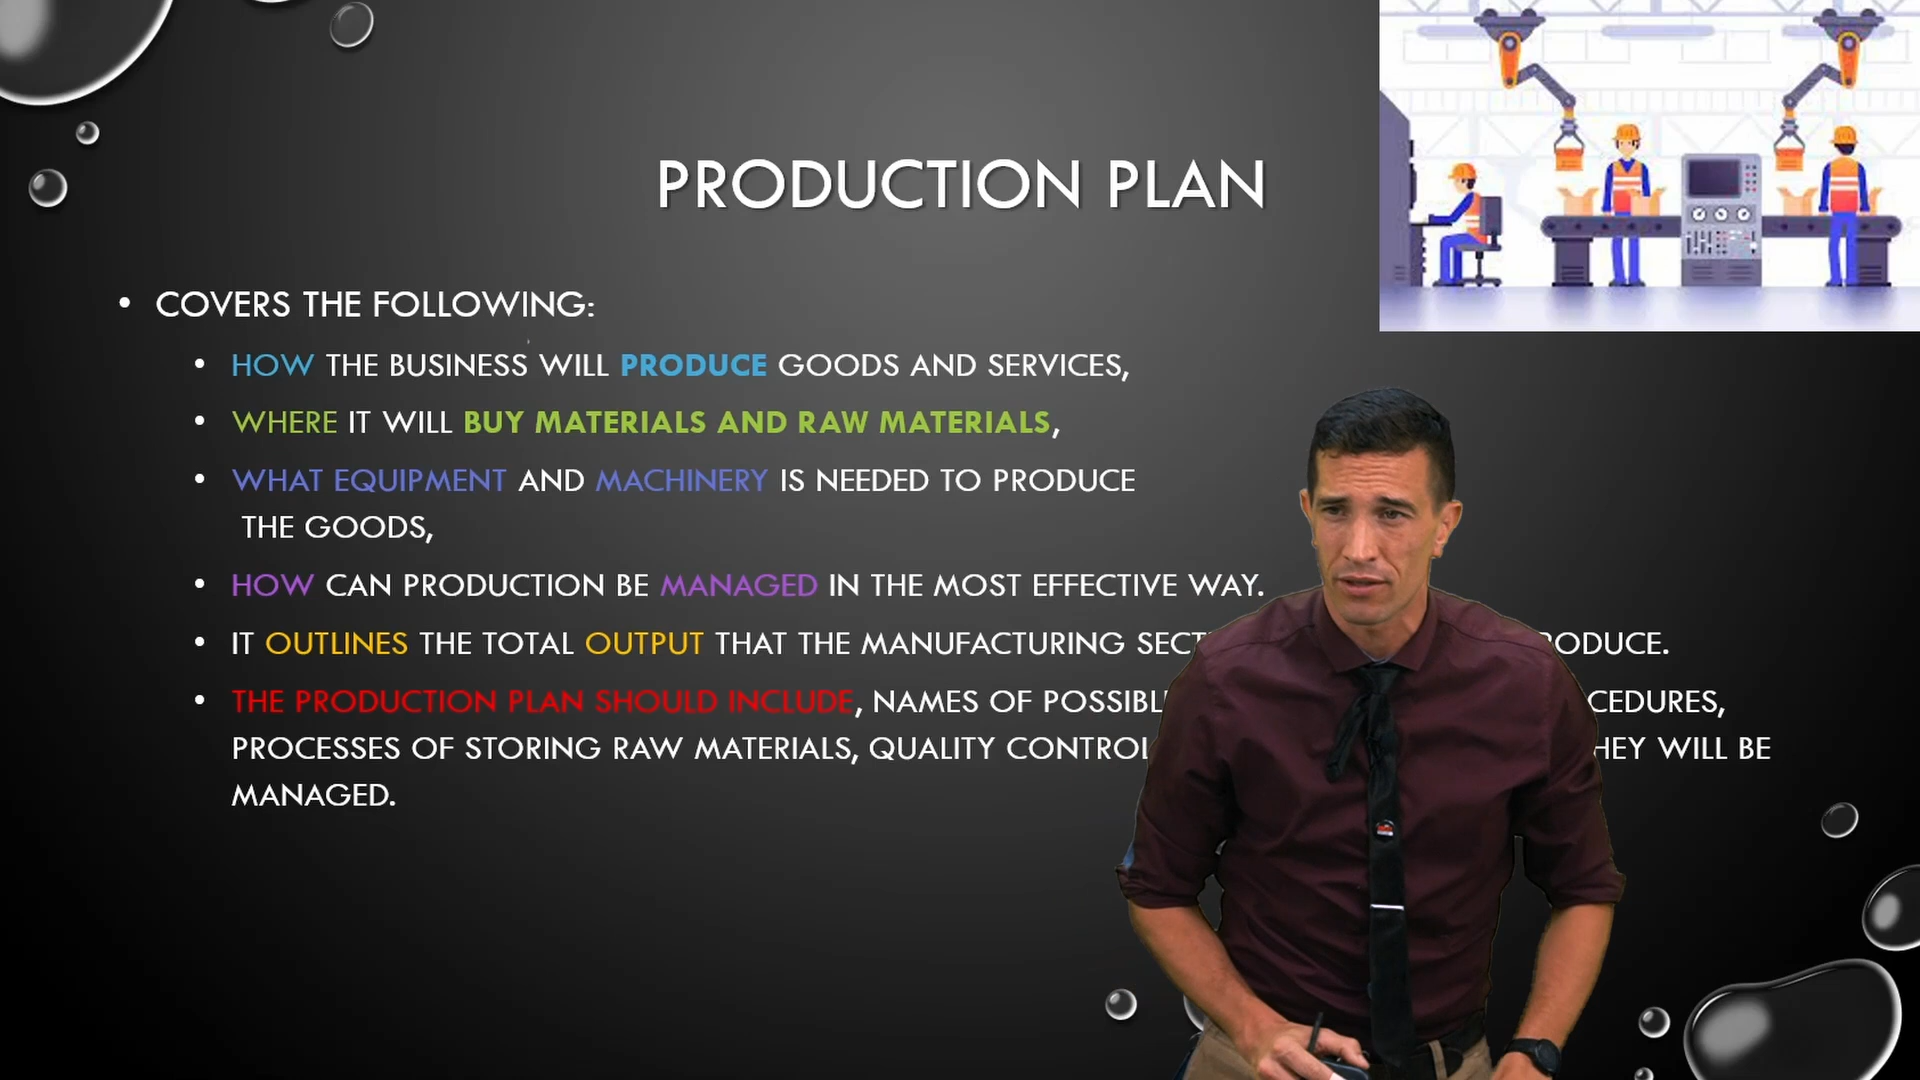 PRODUCTION PLAN
• COVERS THE FOLLOWING:
• HOW THE BUSINESS WILL PRODUCE GOODS AND SERVICES,
• WHERE IT WILL BUY MATERIALS AND RAW MATERIALS,
• WHAT EQUIPMENT AND MACHINERY IS NEEDED TO PRODUCE
THE GOODS,
• HOW CAN PRODUCTION BE MANAGED IN THE MOST EFFECTIVE WAY.
• IT OUTLINES THE TOTAL OUTPUT THAT THE MANUFACTURING
• THE PRODUCTION PLAN SHOULD INCLUDE, NAMES OF
PROCESSES OF STORING RAW MATERIALS, QUALITY CONTROL WILL BE
MANAGED.